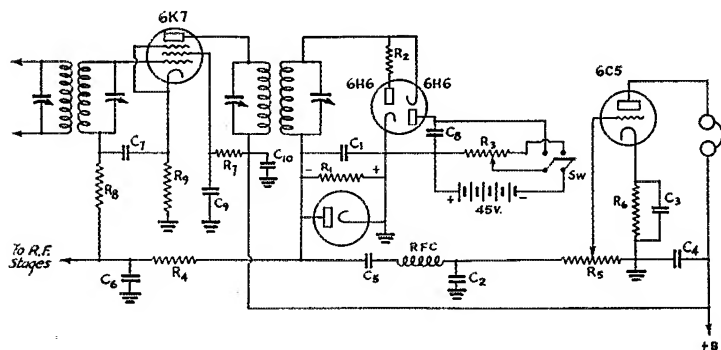 6K7
6H6
6H6
6C5
R2
C7
C1
C8
R3
Sw
R8
R9
R7
C10
- R1 +
+ 45V. -
C9
R6
C3
To R.F. Stages
C6
R4
C5
RFC
C2
R5
C4
+B